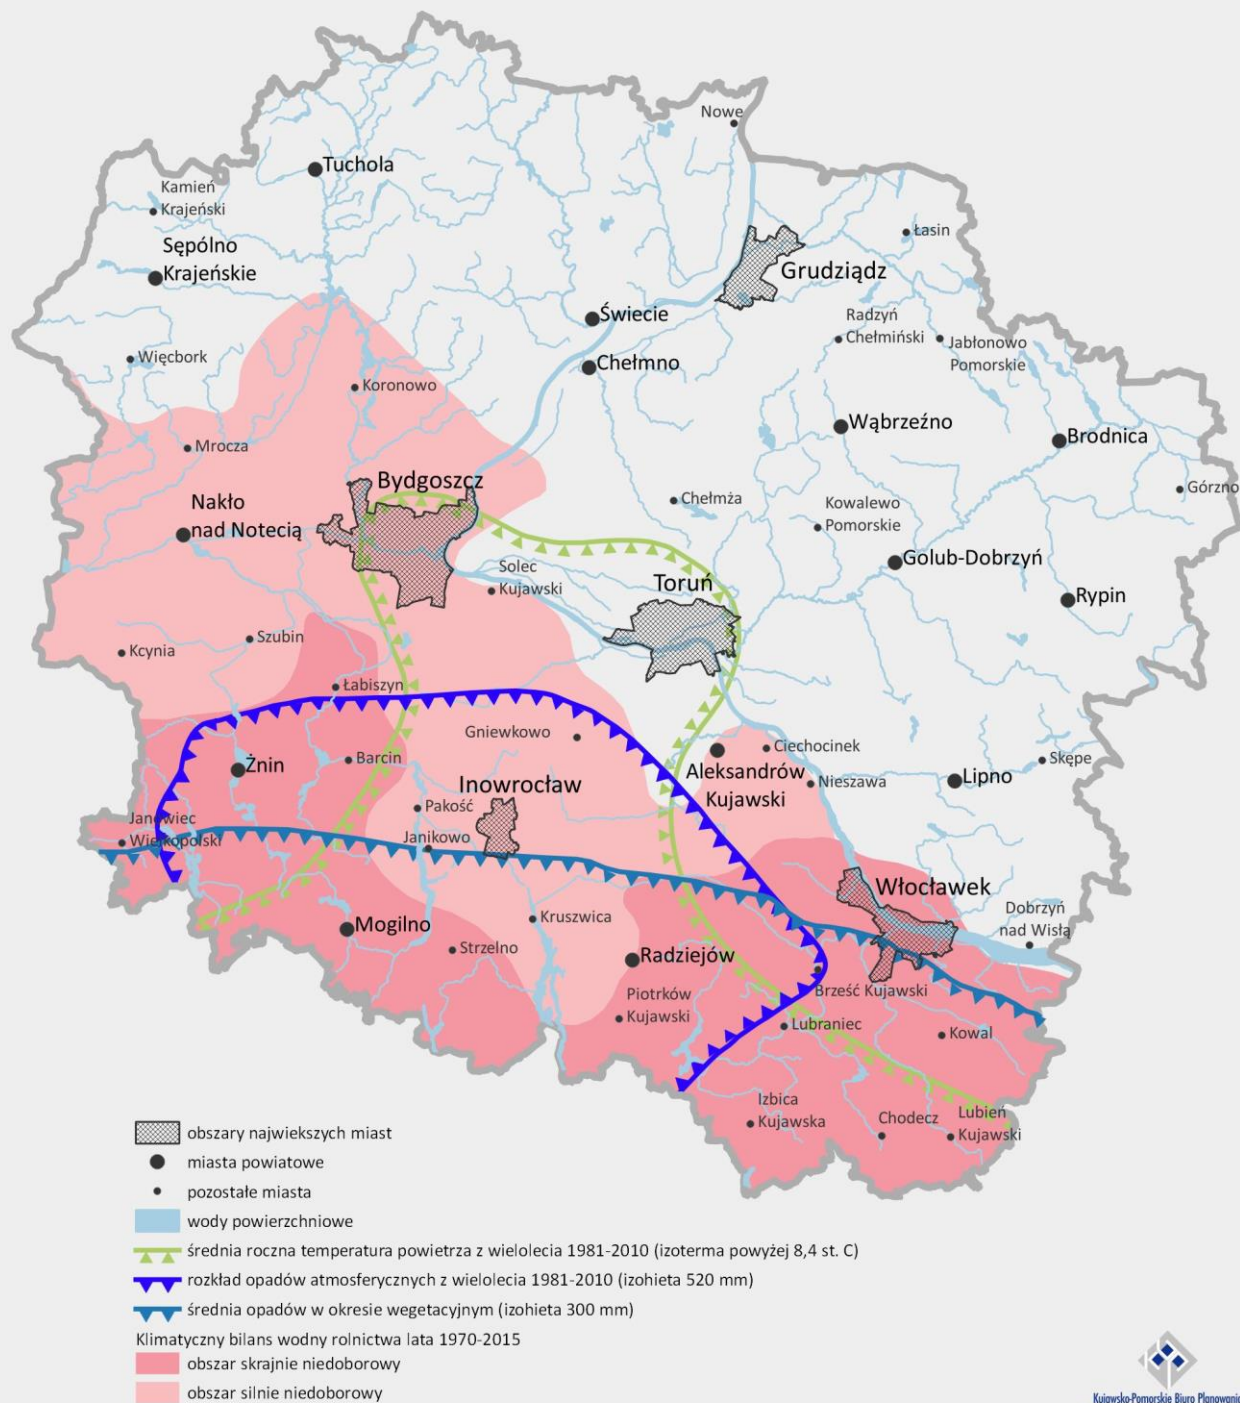 Nowe
Tuchola
Kamień
Krajeński
Łasin
Sępólno
Krajeńskie
Grudziądz
Świecie
Radzyń
Chełmiński
Jabłonowo
Pomorskie
Więcbork
Chełmno
Koronowo
Wąbrzeźno
Brodnica
Mrocza
Bydgoszcz
Górzno
Nakło
nad Notecią
Chełmża
Kowalewo
Pomorskie
Golub-Dobrzyń
Solec
Kujawski
Toruń
Rypin
Szubin
Kcynia
Łabiszyn
Gniewkowo
Ciechocinek
Żnin
Barcin
Aleksandrów
Kujawski
Skępe
Inowrocław
Nieszawa
Lipno
Pakość
Janowiec
Wielkopolski
Janikowo
Włocławek
Mogilno
Kruszwica
Dobrzyń
nad Wisłą
Strzelno
Radziejów
Brześć Kujawski
Piotrków
Kujawski
Lubraniec
Kowal
Izbica
Kujawska
Chodecz
Lubień
Kujawski
obszary najwiekszych miast
miasta powiatowe
pozostałe miasta
wody powierzchniowe
średnia roczna temperatura powietrza z wielolecia 1981-2010 (izoterma powyżej 8,4 st. C)
rozkład opadów atmosferycznych z wielolecia 1981-2010 (izohieta 520 mm)
średnia opadów w okresie wegetacyjnym (izohieta 300 mm)
Klimatyczny bilans wodny rolnictwa lata 1970-2015
obszar skrajnie niedoborowy
obszar silnie niedoborowy
Kujawsko-Pomorskie Biuro Planowania